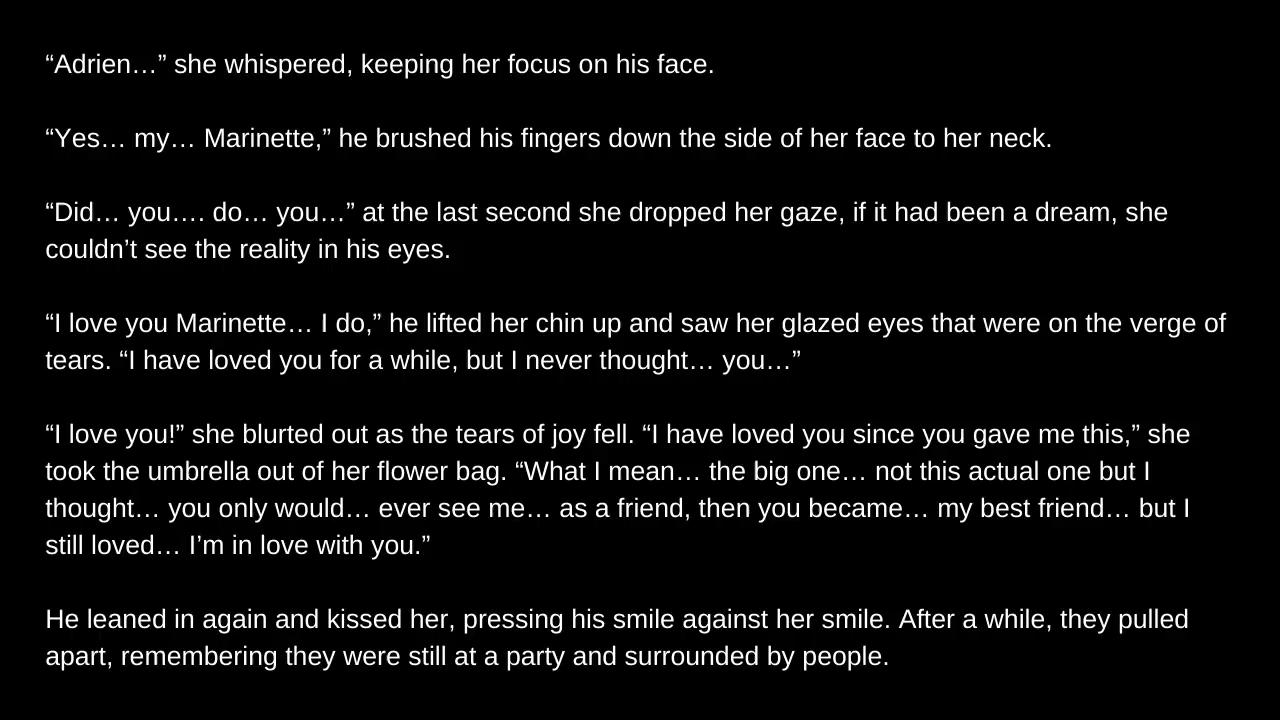 “Adrien…” she whispered, keeping her focus on his face.
“Yes… my… Marinette,” he brushed his fingers down the side of her face to her neck.
“Did… you…. do… you…” at the last second she dropped her gaze, if it had been a dream, she
couldn’t see the reality in his eyes.
“I love you Marinette… I do,” he lifted her chin up and saw her glazed eyes that were on the verge of
tears. “I have loved you for a while, but I never thought… you…”
“I love you!” she blurted out as the tears of joy fell. “I have loved you since you gave me this,” she
took the umbrella out of her flower bag. “What I mean… the big one… not this actual one but I
thought… you only would… ever see me… as a friend, then you became… my best friend… but I
still loved… I’m in love with you.”
He leaned in again and kissed her, pressing his smile against her smile. After a while, they pulled
apart, remembering they were still at a party and surrounded by people.